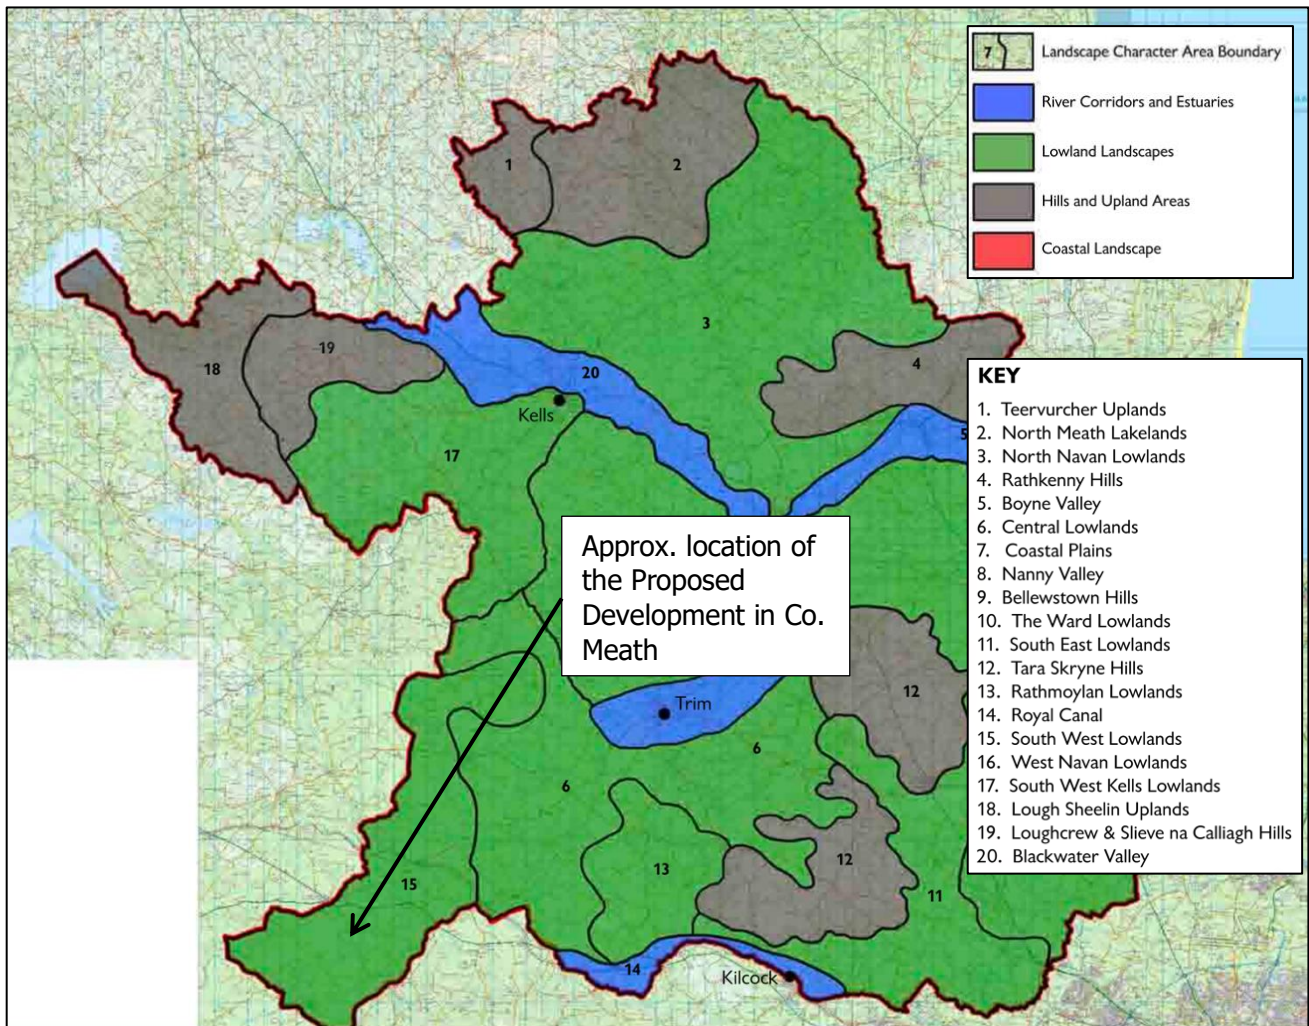 7
Landscape Character Area Boundary
River Corridors and Estuaries
Lowland Landscapes
Hills and Upland Areas
Coastal Landscape
1
2
3
4
5
18
19
20
Kells
17
KEY
1. Teervurcher Uplands
2. North Meath Lakelands
3. North Navan Lowlands
4. Rathkenny Hills
5. Boyne Valley
6. Central Lowlands
7. Coastal Plains
8. Nanny Valley
9. Bellewstown Hills
10. The Ward Lowlands
11. South East Lowlands
12. Tara Skryne Hills
13. Rathmoylan Lowlands
14. Royal Canal
15. South West Lowlands
16. West Navan Lowlands
17. South West Kells Lowlands
18. Lough Sheelin Uplands
19. Loughcrew & Slieve na Calliagh Hills
20. Blackwater Valley
Approx. location of
the Proposed
Development in Co.
Meath
Trim
12
6
6
13
12
15
11
14
Kilcock